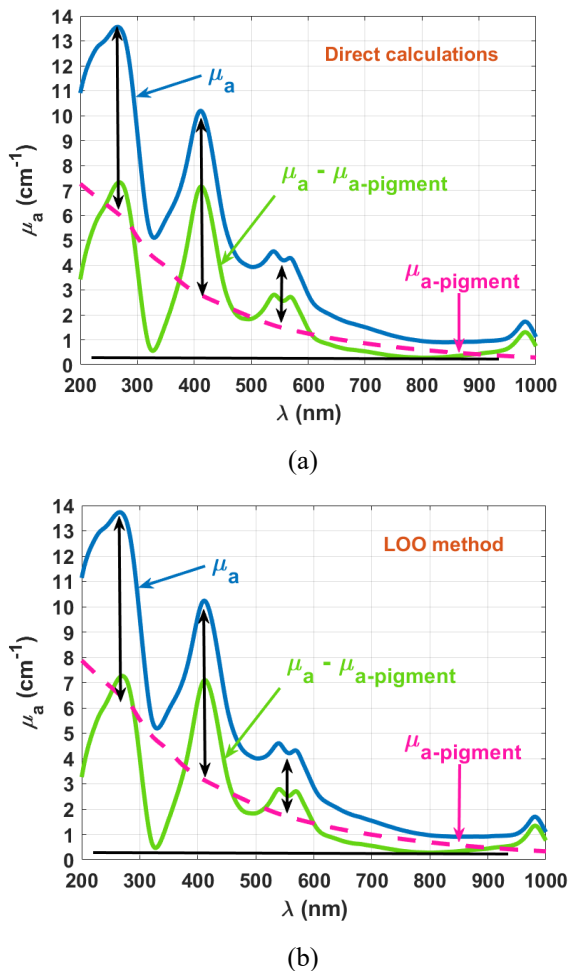 14
13
12
11
10
9
8
7
6
5
4
3
2
1
0
μa (cm-1)
Direct calculations
μa
μa - μa-pigment
μa-pigment
200 300 400 500 600 700 800 900 1000
λ (nm)
(a)
14
13
12
11
10
9
8
7
6
5
4
3
2
1
0
μa (cm-1)
LOO method
μa
μa - μa-pigment
μa-pigment
200 300 400 500 600 700 800 900 1000
λ (nm)
(b)